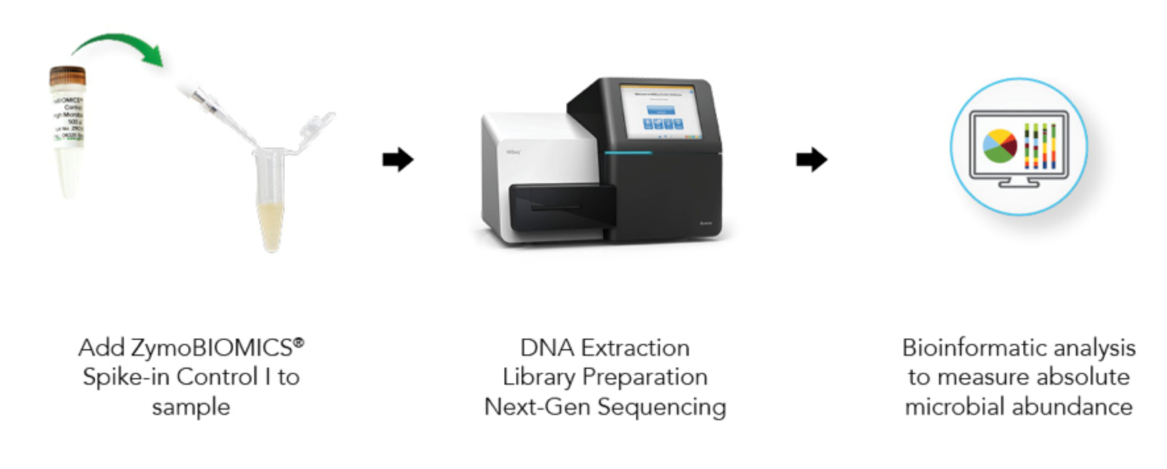 Add ZymoBIOMICS®
Spike-in Control I to
sample
DNA Extraction
Library Preparation
Next-Gen Sequencing
Bioinformatic analysis
to measure absolute
microbial abundance